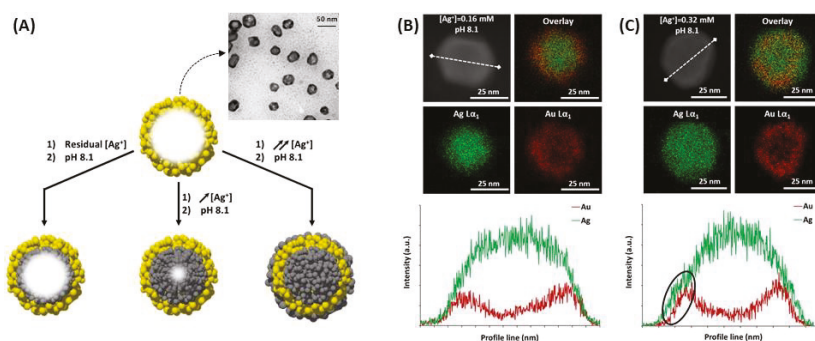 (A)
50 nm
1) Residual [Ag⁺]
2) pH 8.1
1) ↗↗[Ag⁺]
2) pH 8.1
1) ↗[Ag⁺]
2) pH 8.1
(B)
[Ag⁺]=0.16 mM
pH 8.1
25 nm
Overlay
25 nm
Ag Lα₁
25 nm
Au Lα₁
25 nm
Au
Ag
Intensity (a.u.)
Profile line (nm)
(C)
[Ag⁺]=0.32 mM
pH 8.1
25 nm
Overlay
25 nm
Ag Lα₁
25 nm
Au Lα₁
25 nm
Au
Ag
Intensity (a.u.)
Profile line (nm)